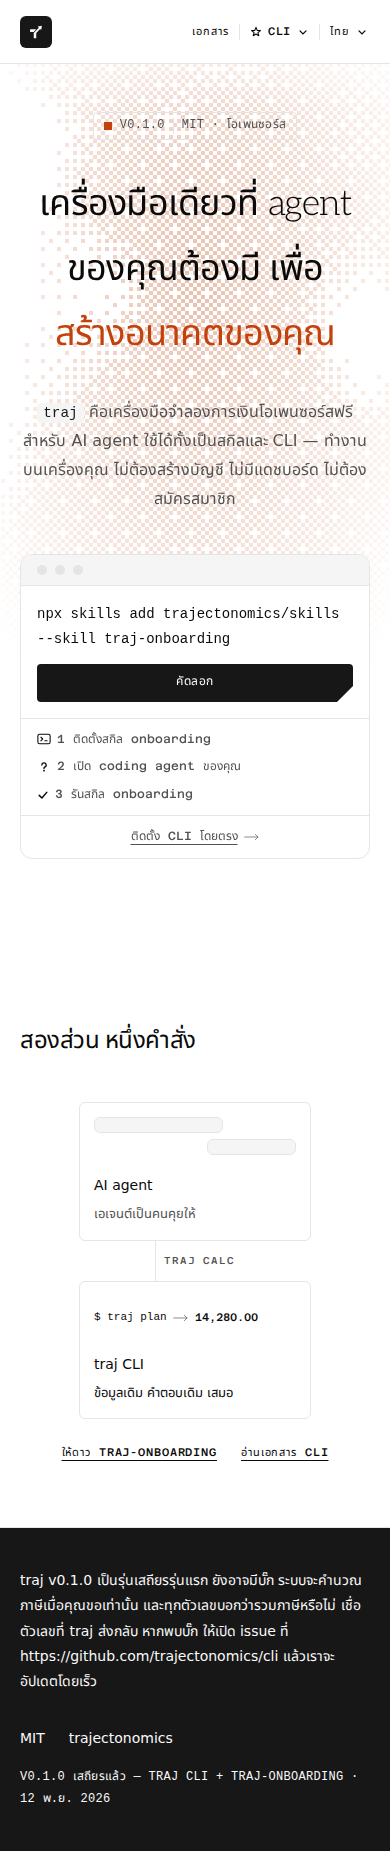 เอกสาร CLI ไทย
V0.1.0 MIT · โอเพนซอร์ส
เครื่องมือเดียวที่ agent
ของคุณต้องมี เพื่อ
สร้างอนาคตของคุณ
traj คือเครื่องมือจำลองการเงินโอเพนซอร์สฟรี
สำหรับ AI agent ใช้ได้ทั้งเป็นสกิลและ CLI — ทำงาน
บนเครื่องคุณ ไม่ต้องสร้างบัญชี ไม่มีแดชบอร์ด ไม่ต้อง
สมัครสมาชิก
npx skills add trajectonomics/skills
--skill traj-onboarding
คัดลอก
1 ติดตั้งสกิล onboarding
? 2 เปิด coding agent ของคุณ
3 รันสกิล onboarding
ติดตั้ง CLI โดยตรง →
สองส่วน หนึ่งคำสั่ง
AI agent
เอเจนต์เป็นคนคุยให้
TRAJ CALC
$ traj plan → 14,280.00
traj CLI
ข้อมูลเดิม คำตอบเดิม เสมอ
ให้ดาว TRAJ-ONBOARDING อ่านเอกสาร CLI
traj v0.1.0 เป็นรุ่นเสถียรรุ่นแรก ยังอาจมีบั๊ก ระบบจะคำนวณ
ภาษีเมื่อคุณขอเท่านั้น และทุกตัวเลขบอกว่ารวมภาษีหรือไม่ เชื่อ
ตัวเลขที่ traj ส่งกลับ หากพบบั๊ก ให้เปิด issue ที่
https://github.com/trajectonomics/cli แล้วเราจะ
อัปเดตโดยเร็ว
MIT trajectonomics
V0.1.0 เสถียรแล้ว — TRAJ CLI + TRAJ-ONBOARDING ·
12 พ.ย. 2026